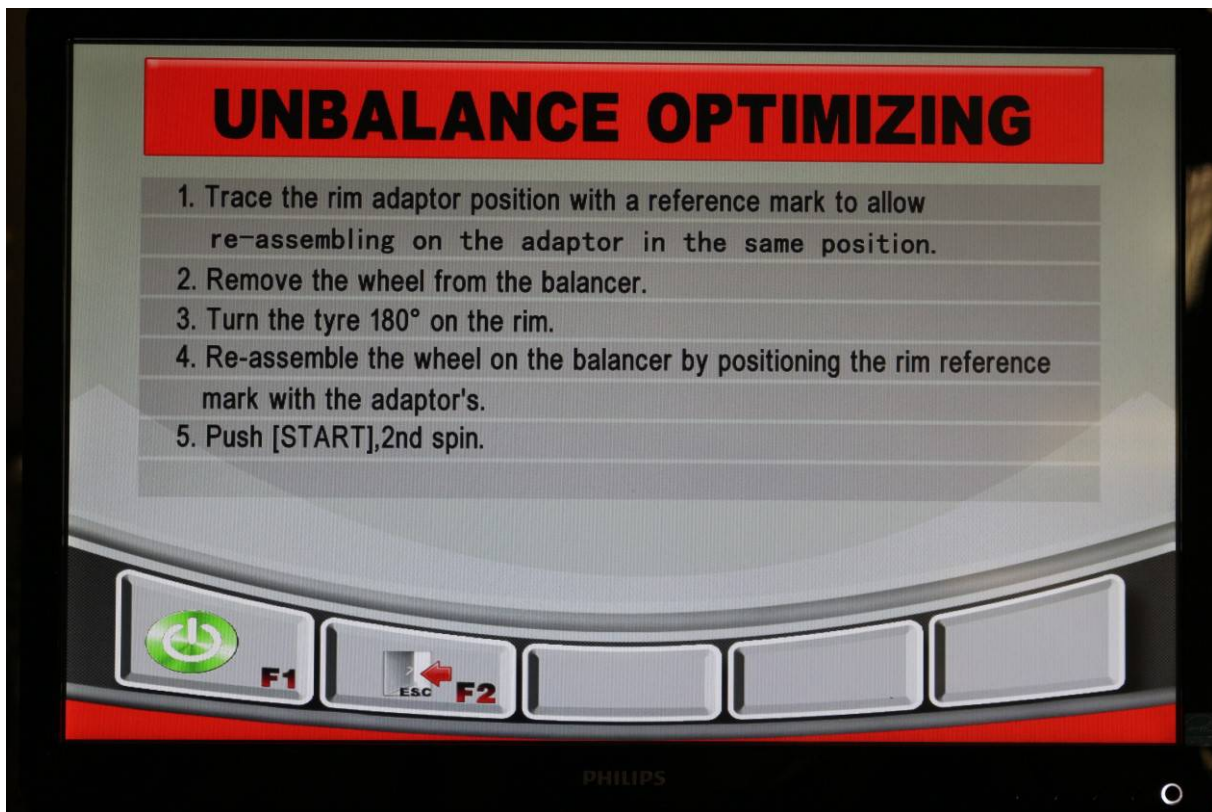 UNBALANCE OPTIMIZING
1. Trace the rim adaptor position with a reference mark to allow
re-assembling on the adaptor in the same position.
2. Remove the wheel from the balancer.
3. Turn the tyre 180° on the rim.
4. Re-assemble the wheel on the balancer by positioning the rim reference
mark with the adaptor's.
5. Push [START],2nd spin.
F1
ESC F2
PHILIPS